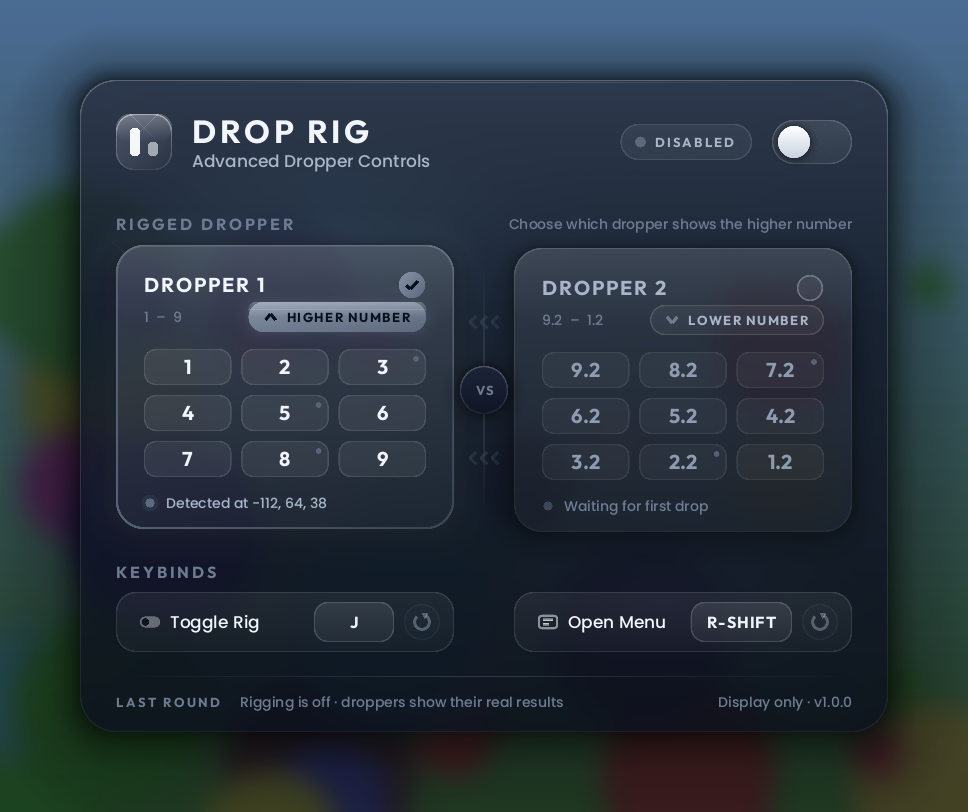 DROP RIG
Advanced Dropper Controls
DISABLED
RIGGED DROPPER
Choose which dropper shows the higher number
DROPPER 1
1 – 9
HIGHER NUMBER
1 2 3
4 5 6
7 8 9
Detected at -112, 64, 38
VS
DROPPER 2
9.2 – 1.2
LOWER NUMBER
9.2 8.2 7.2
6.2 5.2 4.2
3.2 2.2 1.2
Waiting for first drop
KEYBINDS
Toggle Rig J
Open Menu R-SHIFT
LAST ROUND Rigging is off · droppers show their real results
Display only · v1.0.0